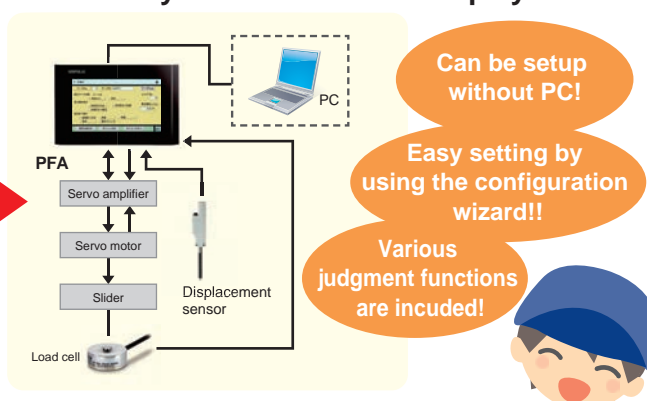 PC
PFA
Servo amplifier
Servo motor
Slider
Displacement
sensor
Load cell
Can be setup
without PC!
Easy setting by
using the configuration
wizard!!
Various
judgment functions
are incuded!